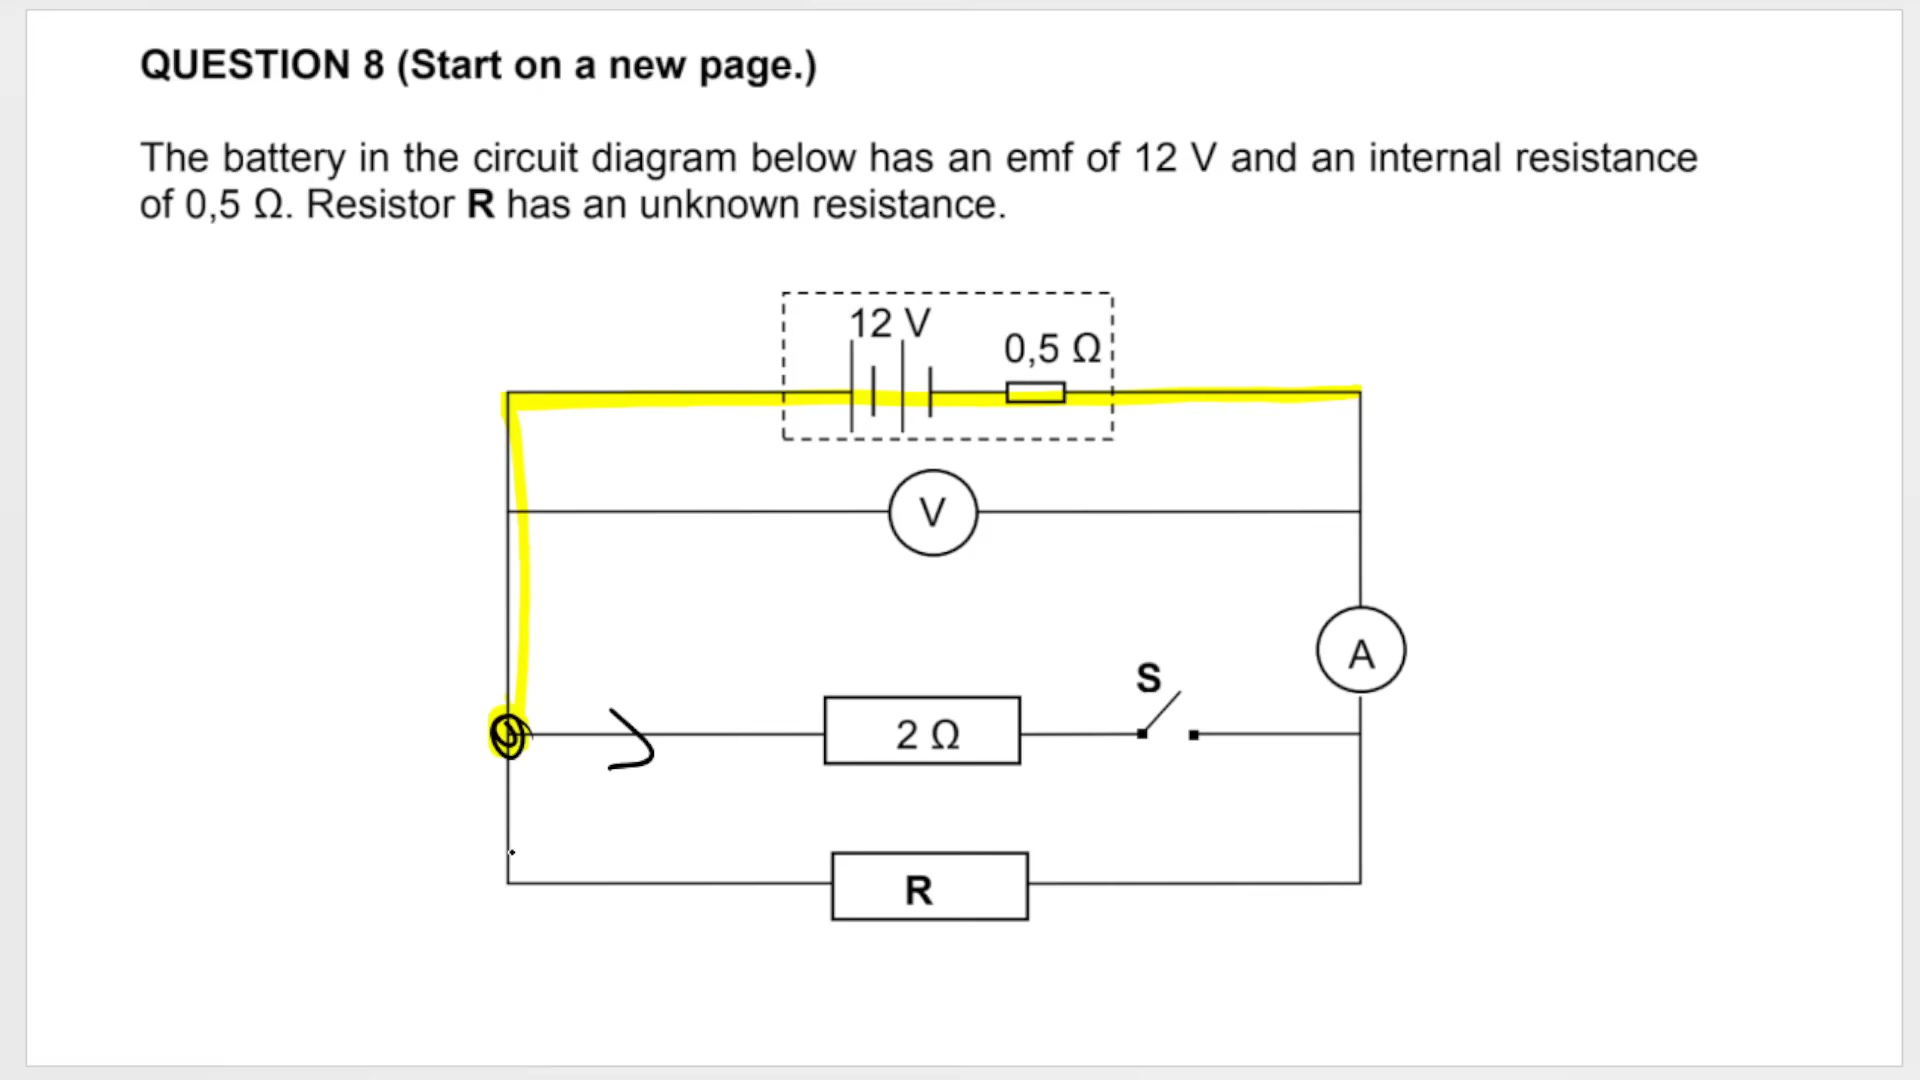 QUESTION 8 (Start on a new page.)
The battery in the circuit diagram below has an emf of 12 V and an internal resistance
of 0,5 Ω. Resistor R has an unknown resistance.
12 V
0,5 Ω
V
A
S
2 Ω
R